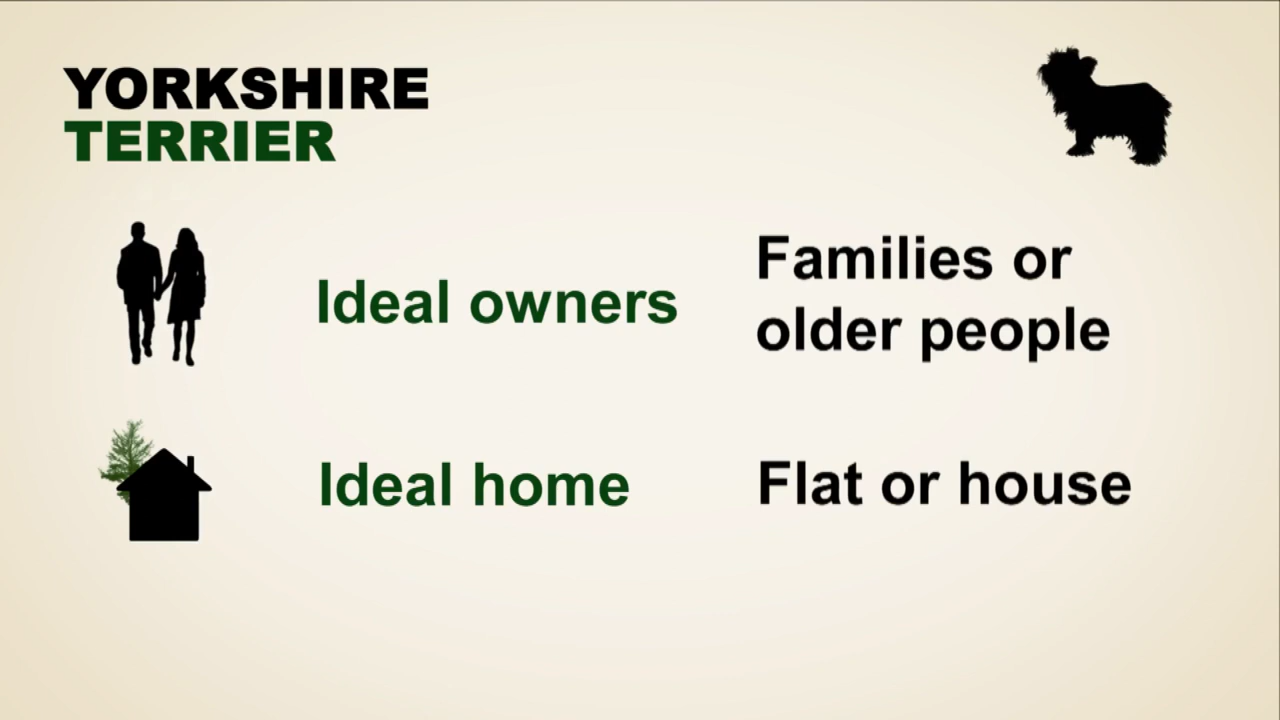 YORKSHIRE
TERRIER
Ideal owners
Families or
older people
Ideal home
Flat or house